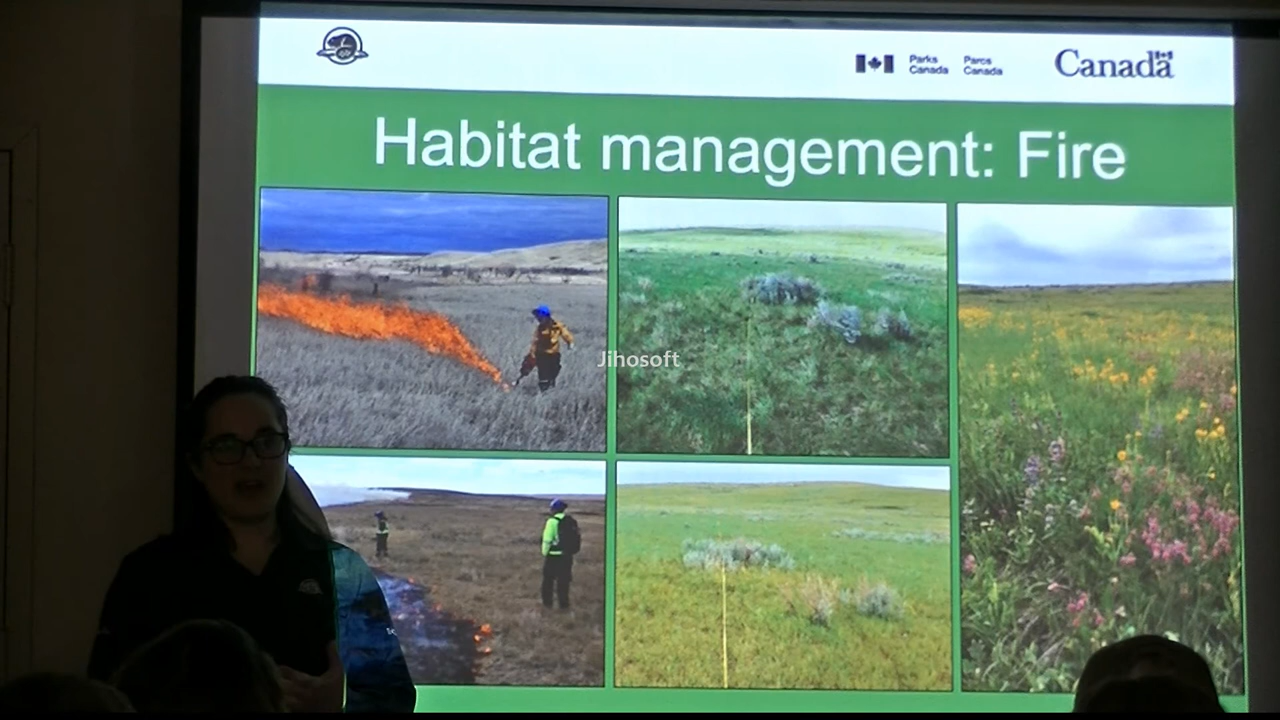 Parks Canada
Parcs Canada
Canada
Habitat management: Fire
Jihosoft